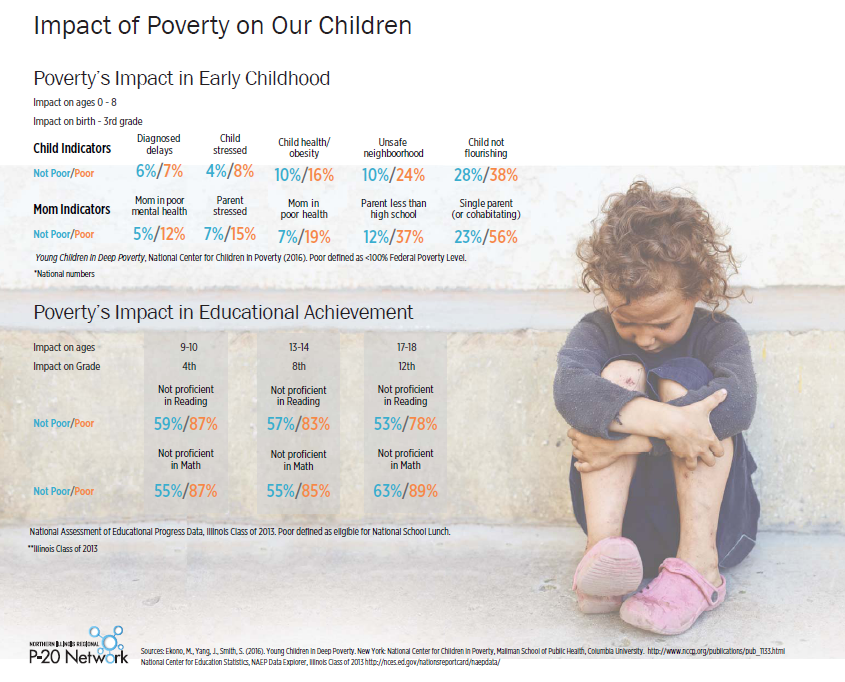 Impact of Poverty on Our Children
Poverty's Impact in Early Childhood
Impact on ages 0 - 8
Impact on birth - 3rd grade
Child Indicators
Diagnosed
delays
Child
stressed
Child health/
obesity
Unsafe
neighboorhood
Child not
flourishing
Not Poor/Poor 6%/7% 4%/8% 10%/16% 10%/24% 28%/38%
Mom Indicators
Mom in poor
mental health
Parent
stressed
Mom in
poor health
Parent less than
high school
Single parent
(or cohabitating)
Not Poor/Poor 5%/12% 7%/15% 7%/19% 12%/37% 23%/56%
Young Children in Deep Poverty, National Center for Children in Poverty (2016). Poor defined as <100% Federal Poverty Level.
*National numbers
Poverty's Impact in Educational Achievement
Impact on ages 9-10 13-14 17-18
Impact on Grade 4th 8th 12th
Not proficient
in Reading
Not proficient
in Reading
Not proficient
in Reading
Not Poor/Poor 59%/87% 57%/83% 53%/78%
Not proficient
in Math
Not proficient
in Math
Not proficient
in Math
Not Poor/Poor 55%/87% 55%/85% 63%/89%
National Assessment of Educational Progress Data, Illinois Class of 2013. Poor defined as eligible for National School Lunch.
**Illinois Class of 2013
NORTHERN ILLINOIS REGIONAL
P-20 Network
Sources: Ekono, M., Yang, J., Smith, S. (2016). Young Children in Deep Poverty. New York: National Center for Children in Poverty, Mailman School of Public Health, Columbia University. http://www.nccp.org/publications/pub_1133.html
National Center for Education Statistics, NAEP Data Explorer, Illinois Class of 2013 http://nces.ed.gov/nationsreportcard/naepdata/